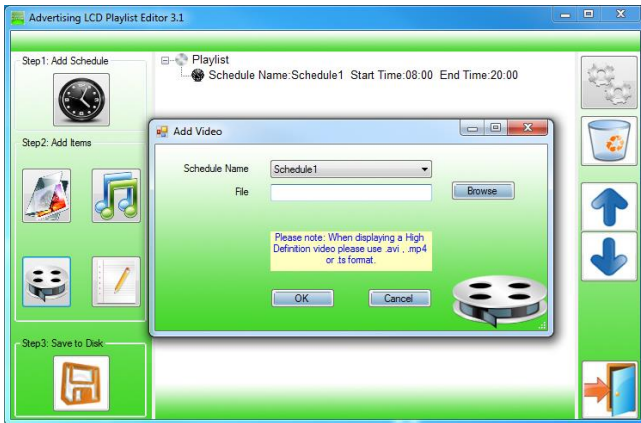 Advertising LCD Playlist Editor 3.1
Step1: Add Schedule
Playlist
Schedule Name:Schedule1 Start Time:08:00 End Time:20:00
Step2: Add Items
Add Video
Schedule Name
Schedule1
File
Browse
Please note: When displaying a High
Definition video please use .avi , .mp4
or .ts format.
OK
Cancel
Step3: Save to Disk